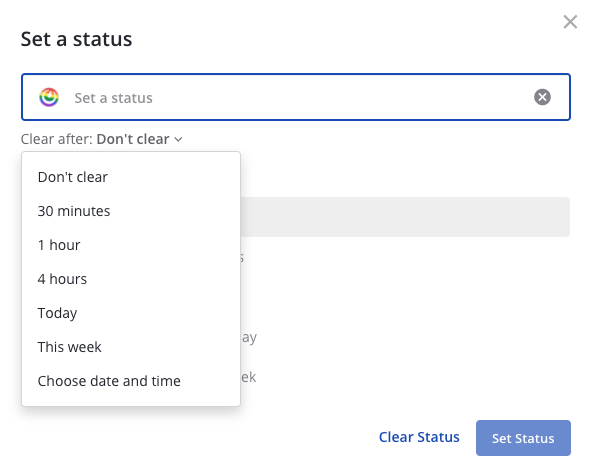 Set a status
Set a status
Clear after: Don't clear
Don't clear
30 minutes
1 hour
4 hours
Today
This week
Choose date and time
Clear Status
Set Status